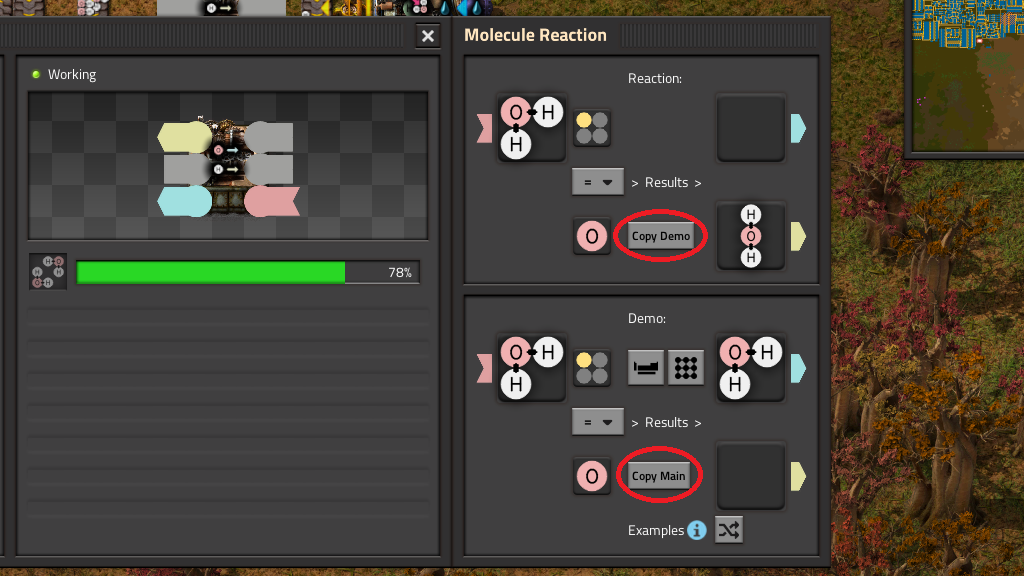 Molecule Reaction
Working
Reaction:
O H
H
= > Results >
O Copy Demo
H
O
H
78%
Demo:
O H
H
O H
H
= > Results >
O Copy Main
Examples